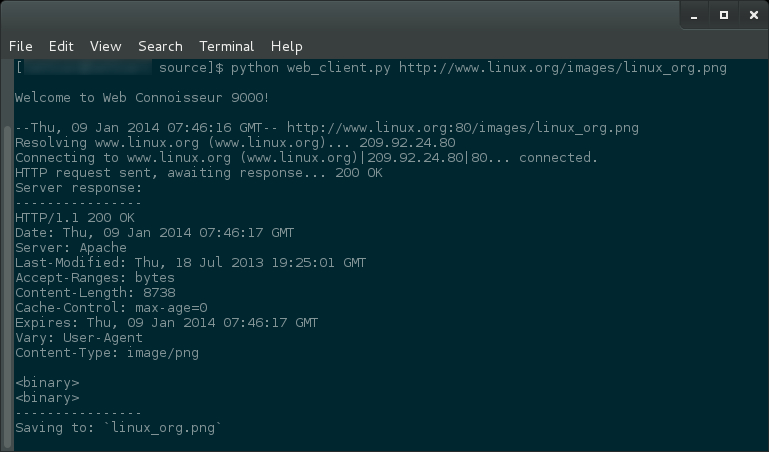 File Edit View Search Terminal Help
[ source]$ python web_client.py http://www.linux.org/images/linux_org.png
Welcome to Web Connoisseur 9000!
--Thu, 09 Jan 2014 07:46:16 GMT-- http://www.linux.org:80/images/linux_org.png
Resolving www.linux.org (www.linux.org)... 209.92.24.80
Connecting to www.linux.org (www.linux.org)|209.92.24.80|80... connected.
HTTP request sent, awaiting response... 200 OK
Server response:
----------------
HTTP/1.1 200 OK
Date: Thu, 09 Jan 2014 07:46:17 GMT
Server: Apache
Last-Modified: Thu, 18 Jul 2013 19:25:01 GMT
Accept-Ranges: bytes
Content-Length: 8738
Cache-Control: max-age=0
Expires: Thu, 09 Jan 2014 07:46:17 GMT
Vary: User-Agent
Content-Type: image/png
<binary>
<binary>
----------------
Saving to: `linux_org.png`